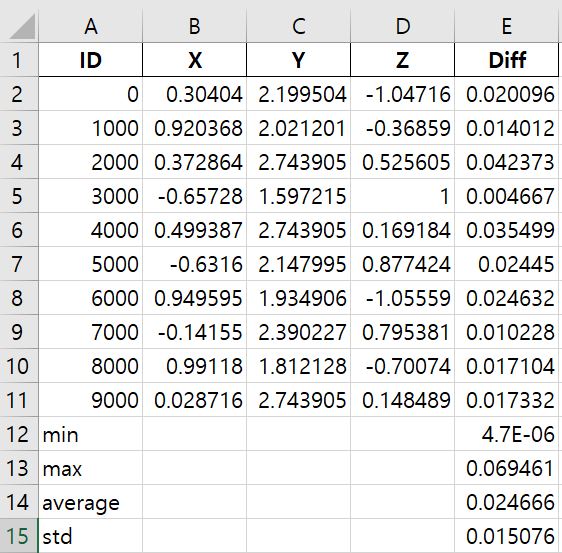 A B C D E
1 ID X Y Z Diff
2 0 0.30404 2.199504 -1.04716 0.020096
3 1000 0.920368 2.021201 -0.36859 0.014012
4 2000 0.372864 2.743905 0.525605 0.042373
5 3000 -0.65728 1.597215 1 0.004667
6 4000 0.499387 2.743905 0.169184 0.035499
7 5000 -0.6316 2.147995 0.877424 0.02445
8 6000 0.949595 1.934906 -1.05559 0.024632
9 7000 -0.14155 2.390227 0.795381 0.010228
10 8000 0.99118 1.812128 -0.70074 0.017104
11 9000 0.028716 2.743905 0.148489 0.017332
12 min 4.7E-06
13 max 0.069461
14 average 0.024666
15 std 0.015076